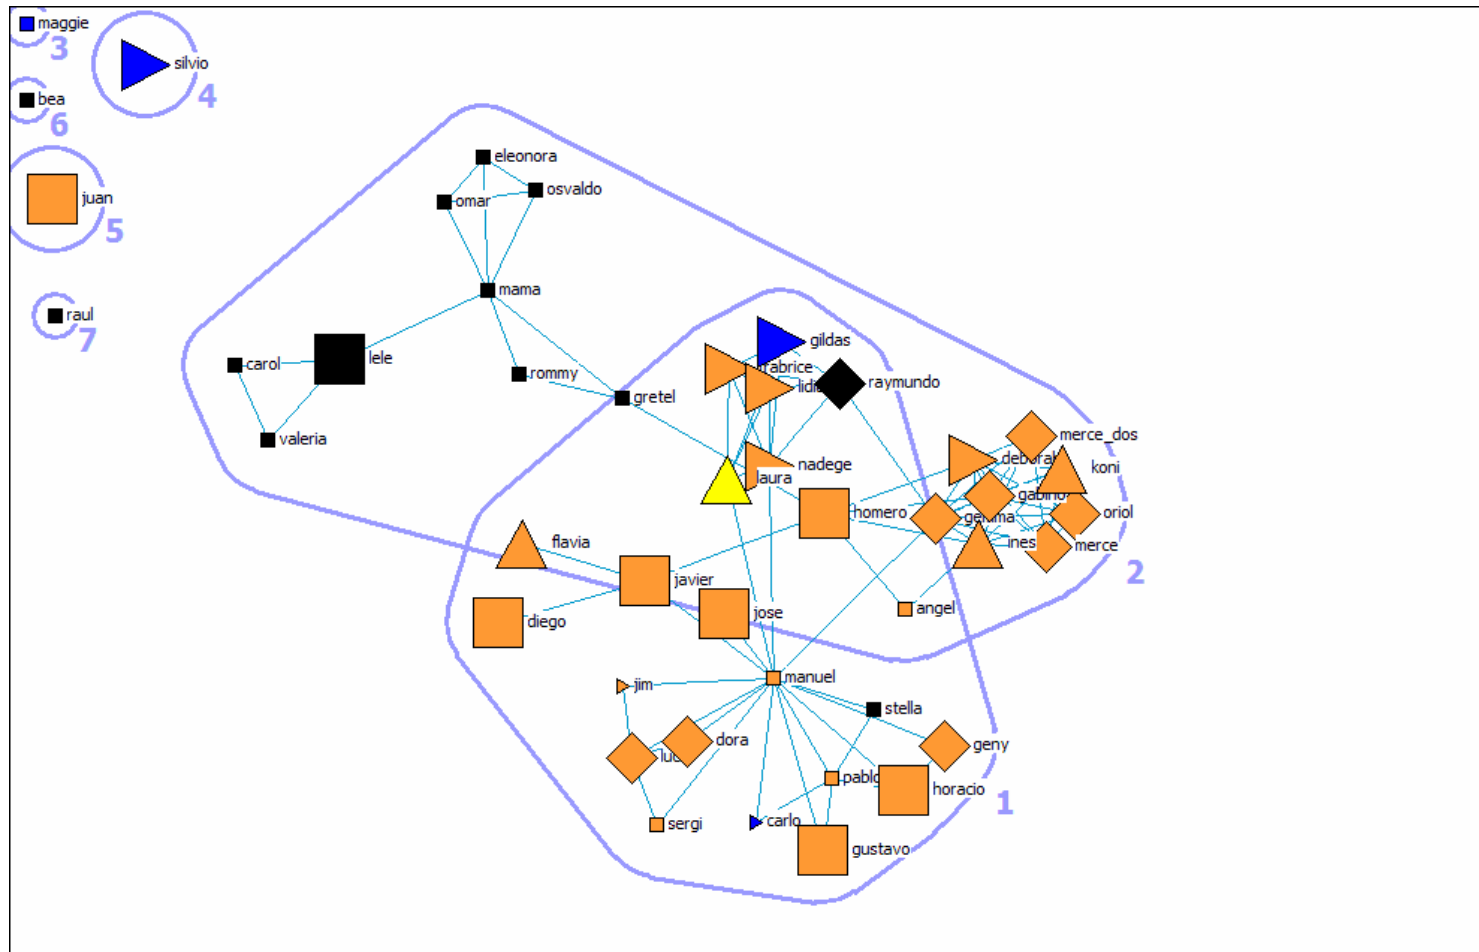 maggie
3
silvio
4
bea
6
juan
5
raul
7
eleonora
osvaldo
omar
mama
lele
carol
valeria
rommy
gretel
gildas
fabrice
raymundo
nadege
laura
homero
merce_dos
koni
oriol
ines
merce
2
flavia
javier
diego
jose
angel
manuel
jim
stella
dora
geny
pablo
horacio
1
carlo
sergi
gustavo